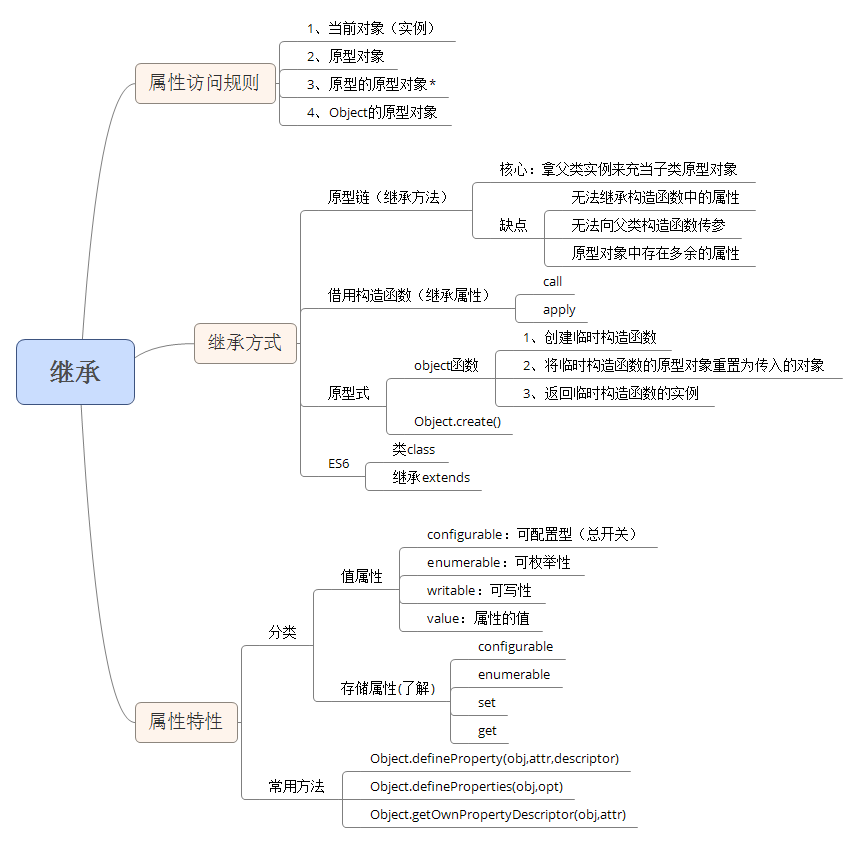 继承
属性访问规则
1、当前对象（实例）
2、原型对象
3、原型的原型对象*
4、Object的原型对象
继承方式
原型链（继承方法）
核心：拿父类实例来充当子类原型对象
缺点
无法继承构造函数中的属性
无法向父类构造函数传参
原型对象中存在多余的属性
借用构造函数（继承属性）
call
apply
原型式
object函数
1、创建临时构造函数
2、将临时构造函数的原型对象重置为传入的对象
3、返回临时构造函数的实例
Object.create()
ES6
类class
继承extends
属性特性
分类
值属性
configurable：可配置型（总开关）
enumerable：可枚举性
writable：可写性
value：属性的值
存储属性(了解)
configurable
enumerable
set
get
常用方法
Object.defineProperty(obj,attr,descriptor)
Object.defineProperties(obj,opt)
Object.getOwnPropertyDescriptor(obj,attr)